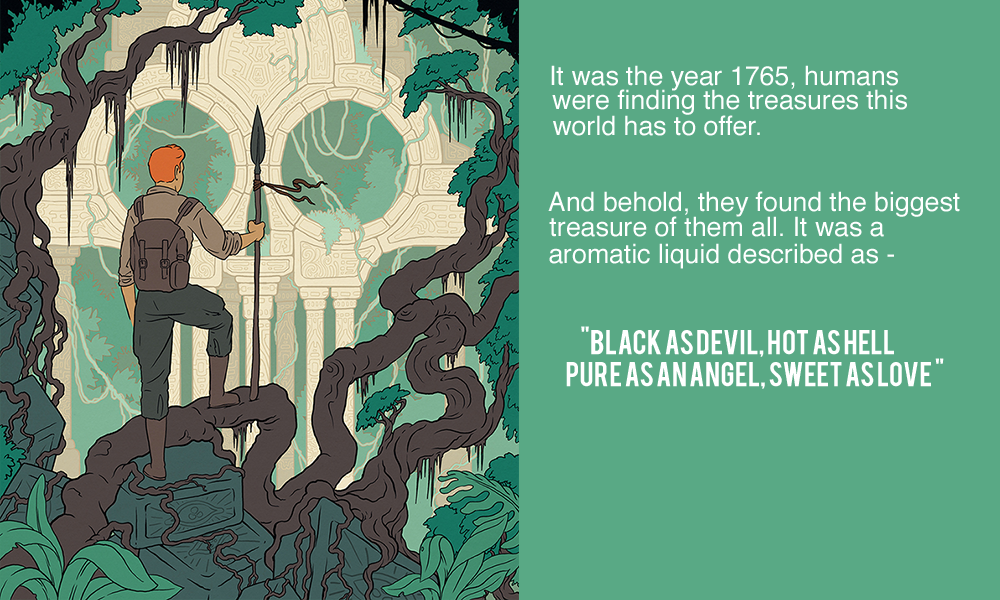 It was the year 1765, humans
were finding the treasures this
world has to offer.
And behold, they found the biggest
treasure of them all. It was a
aromatic liquid described as -
"BLACK AS DEVIL, HOT AS HELL
PURE AS AN ANGEL, SWEET AS LOVE"